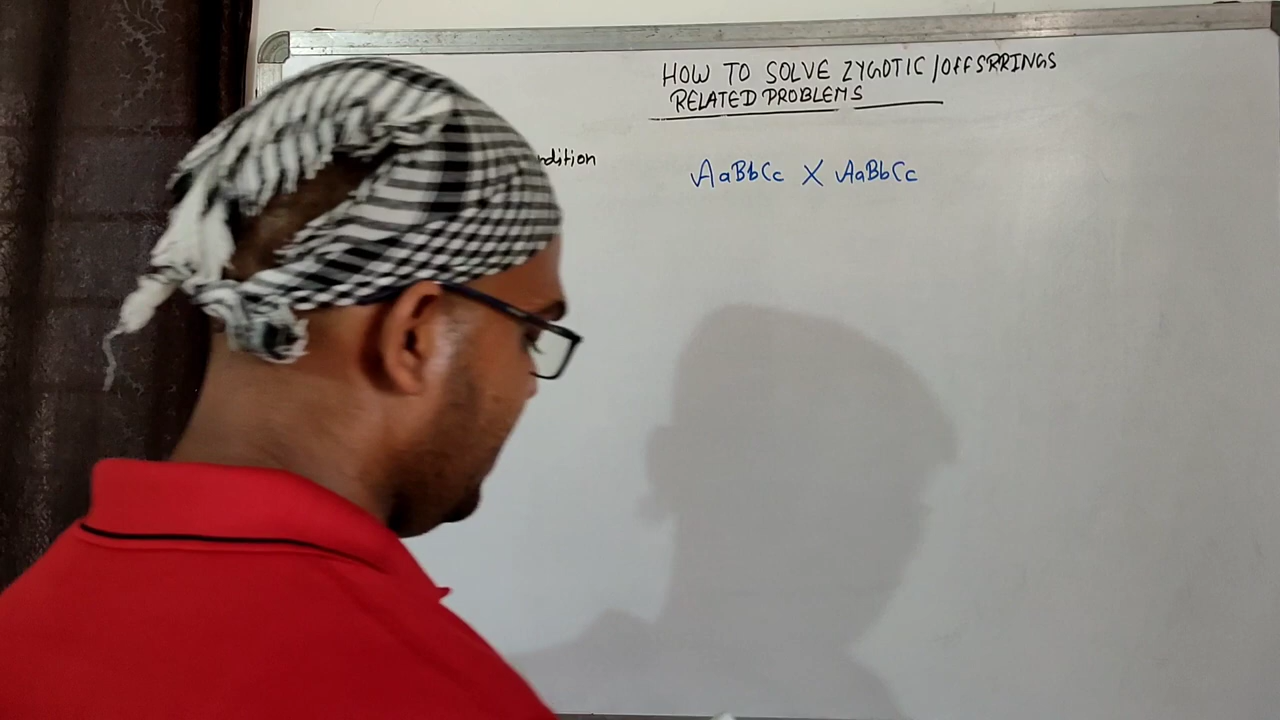 HOW TO SOLVE ZYGOTIC/OFFSRRINGS
RELATED PROBLEMS
ndition
AaBbCc X AaBbCc